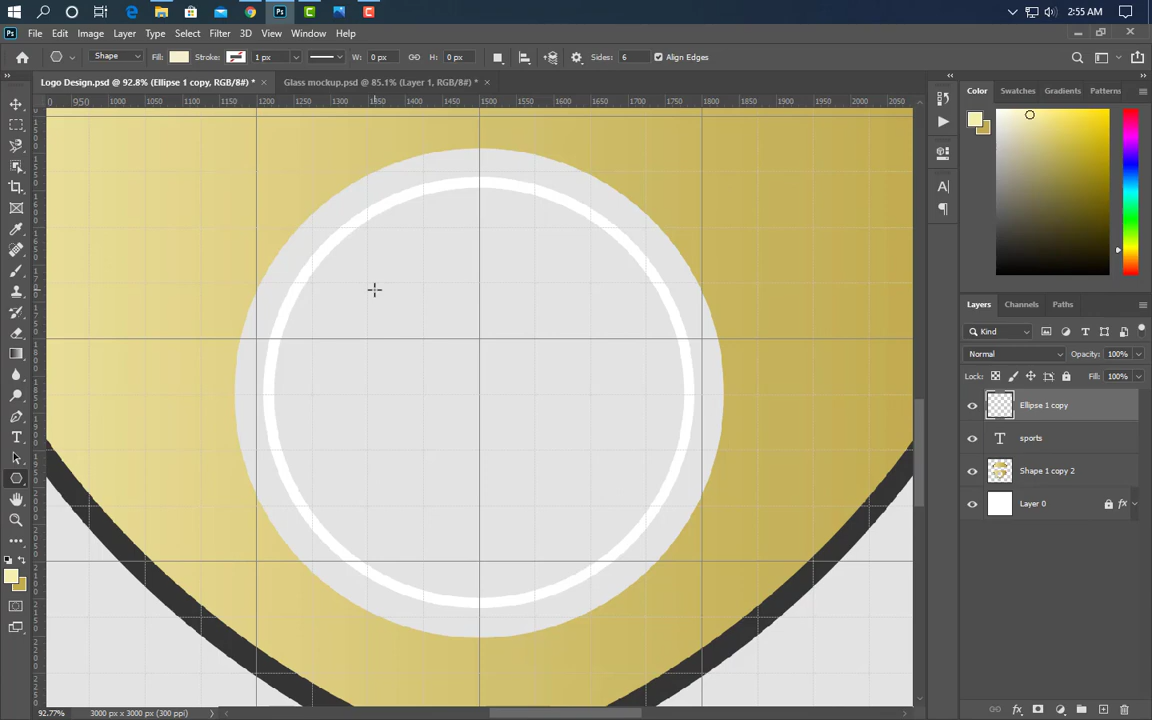 2:55 AM
File Edit Image Layer Type Select Filter 3D View Window Help
Shape Fill: Stroke: 1 px W: 0 px H: 0 px Sides: 6 Align Edges
Logo Design.psd @ 92.8% (Ellipse 1 copy, RGB/8#) * × Glass mockup.psd @ 85.1% (Layer 1, RGB/8#) * ×
0 950 1000 1050 1100 1150 1200 1250 1300 1350 1400 1450 1500 1550 1600 1650 1700 1750 1800 1850 1900 1950 2000 2050
Color Swatches Gradients Patterns
Layers Channels Paths
Kind
Normal Opacity: 100%
Lock: Fill: 100%
Ellipse 1 copy
sports
Shape 1 copy 2
Layer 0 fx
92.77% 3000 px x 3000 px (300 ppi)